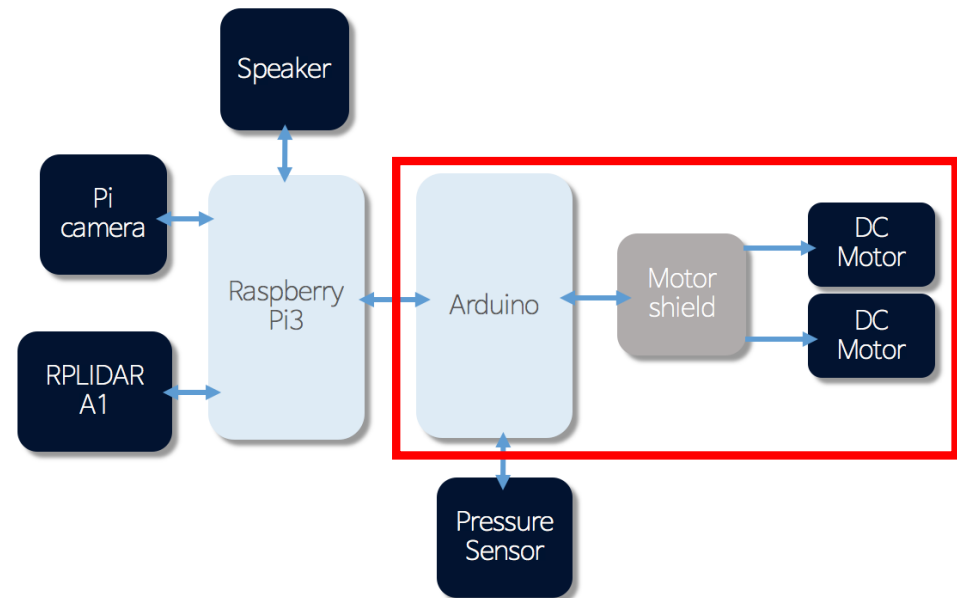 Speaker
Pi
camera
Raspberry
Pi3
Arduino
Motor
shield
DC
Motor
DC
Motor
RPLIDAR
A1
Pressure
Sensor